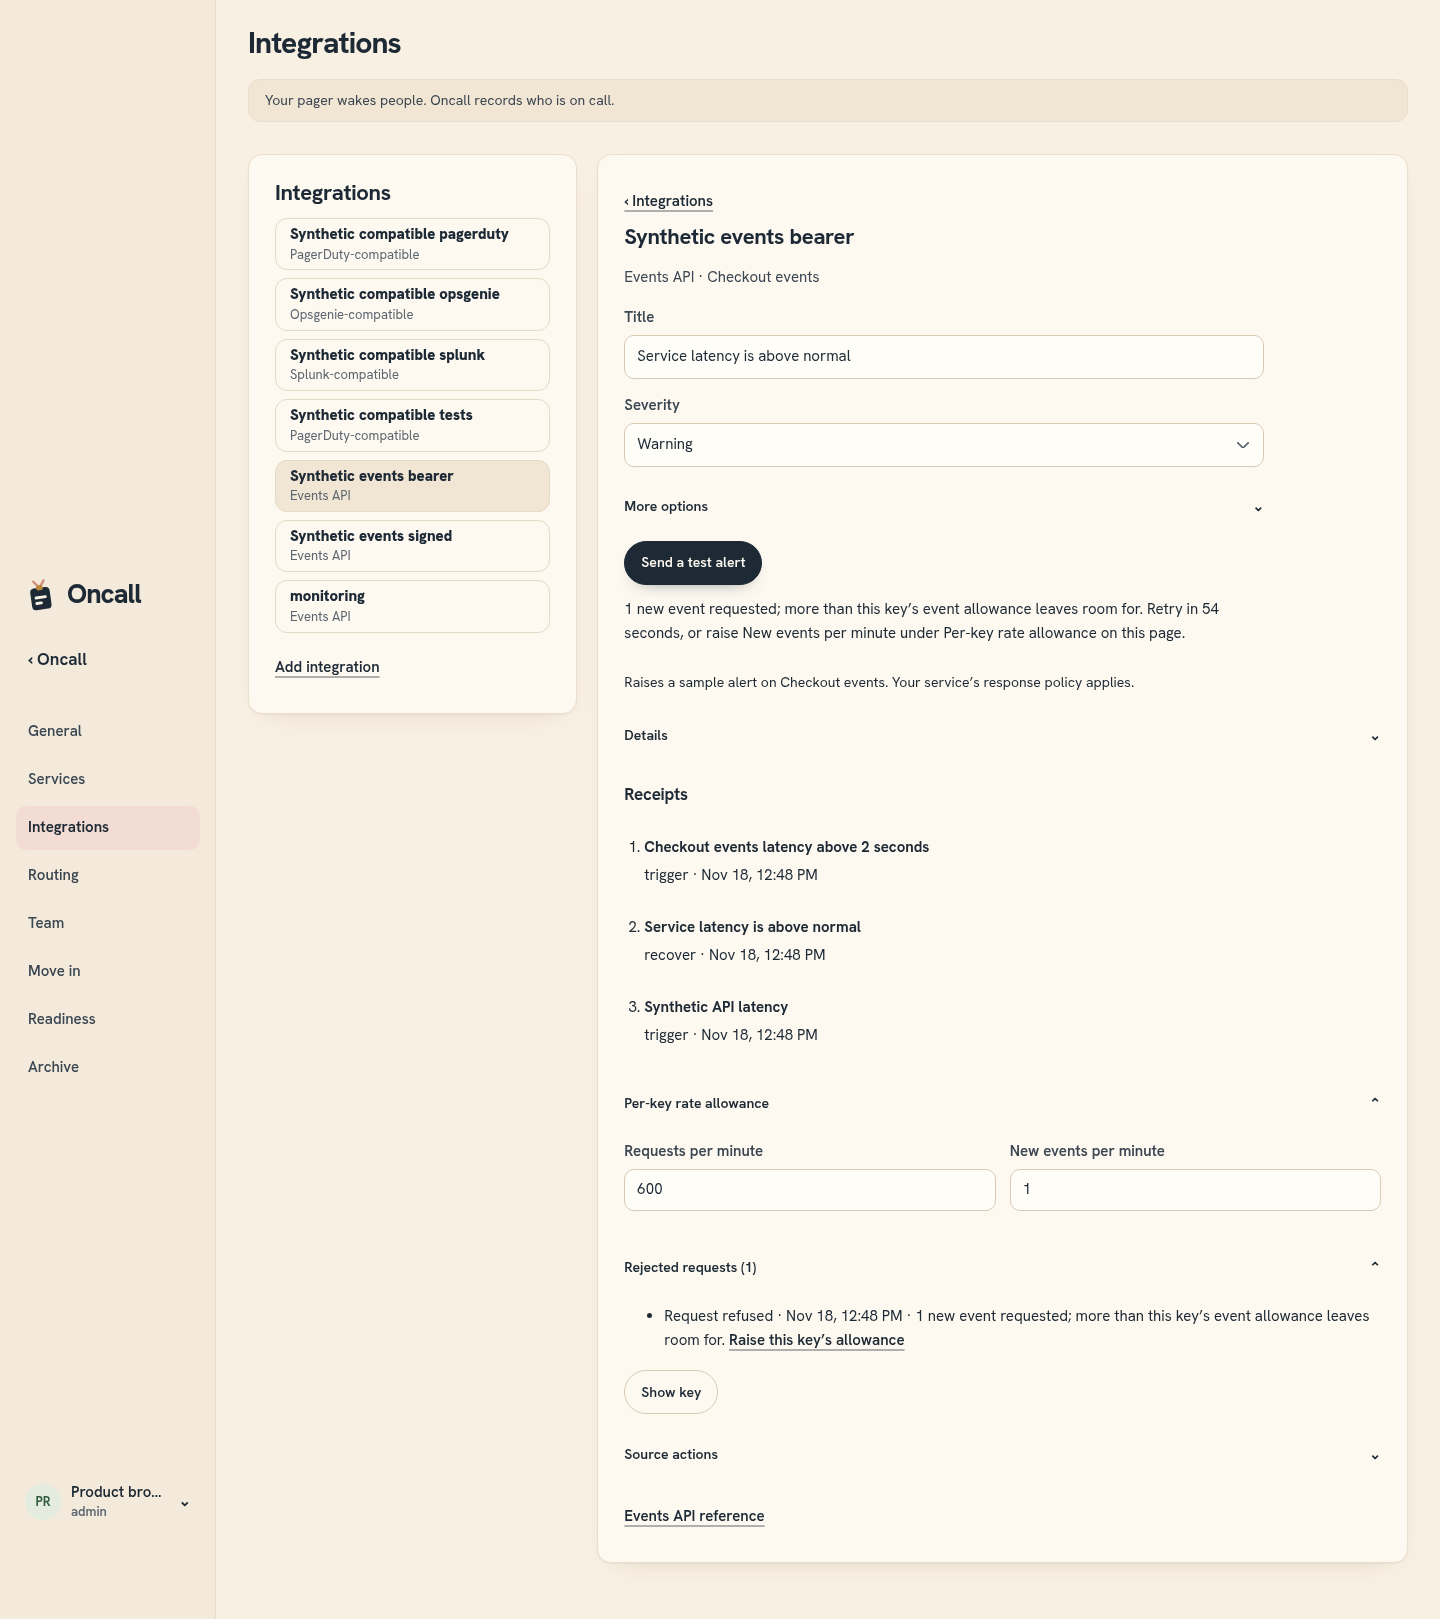 Oncall
‹ Oncall
General
Services
Integrations
Routing
Team
Move in
Readiness
Archive
PR
Product bro…
admin
Integrations
Your pager wakes people. Oncall records who is on call.
Integrations
Synthetic compatible pagerduty
PagerDuty-compatible
Synthetic compatible opsgenie
Opsgenie-compatible
Synthetic compatible splunk
Splunk-compatible
Synthetic compatible tests
PagerDuty-compatible
Synthetic events bearer
Events API
Synthetic events signed
Events API
monitoring
Events API
Add integration
‹ Integrations
Synthetic events bearer
Events API · Checkout events
Title
Service latency is above normal
Severity
Warning
More options
Send a test alert
1 new event requested; more than this key’s event allowance leaves room for. Retry in 54
seconds, or raise New events per minute under Per-key rate allowance on this page.
Raises a sample alert on Checkout events. Your service’s response policy applies.
Details
Receipts
1. Checkout events latency above 2 seconds
trigger · Nov 18, 12:48 PM
2. Service latency is above normal
recover · Nov 18, 12:48 PM
3. Synthetic API latency
trigger · Nov 18, 12:48 PM
Per-key rate allowance
Requests per minute
New events per minute
600
1
Rejected requests (1)
• Request refused · Nov 18, 12:48 PM · 1 new event requested; more than this key’s event allowance leaves
room for. Raise this key’s allowance
Show key
Source actions
Events API reference